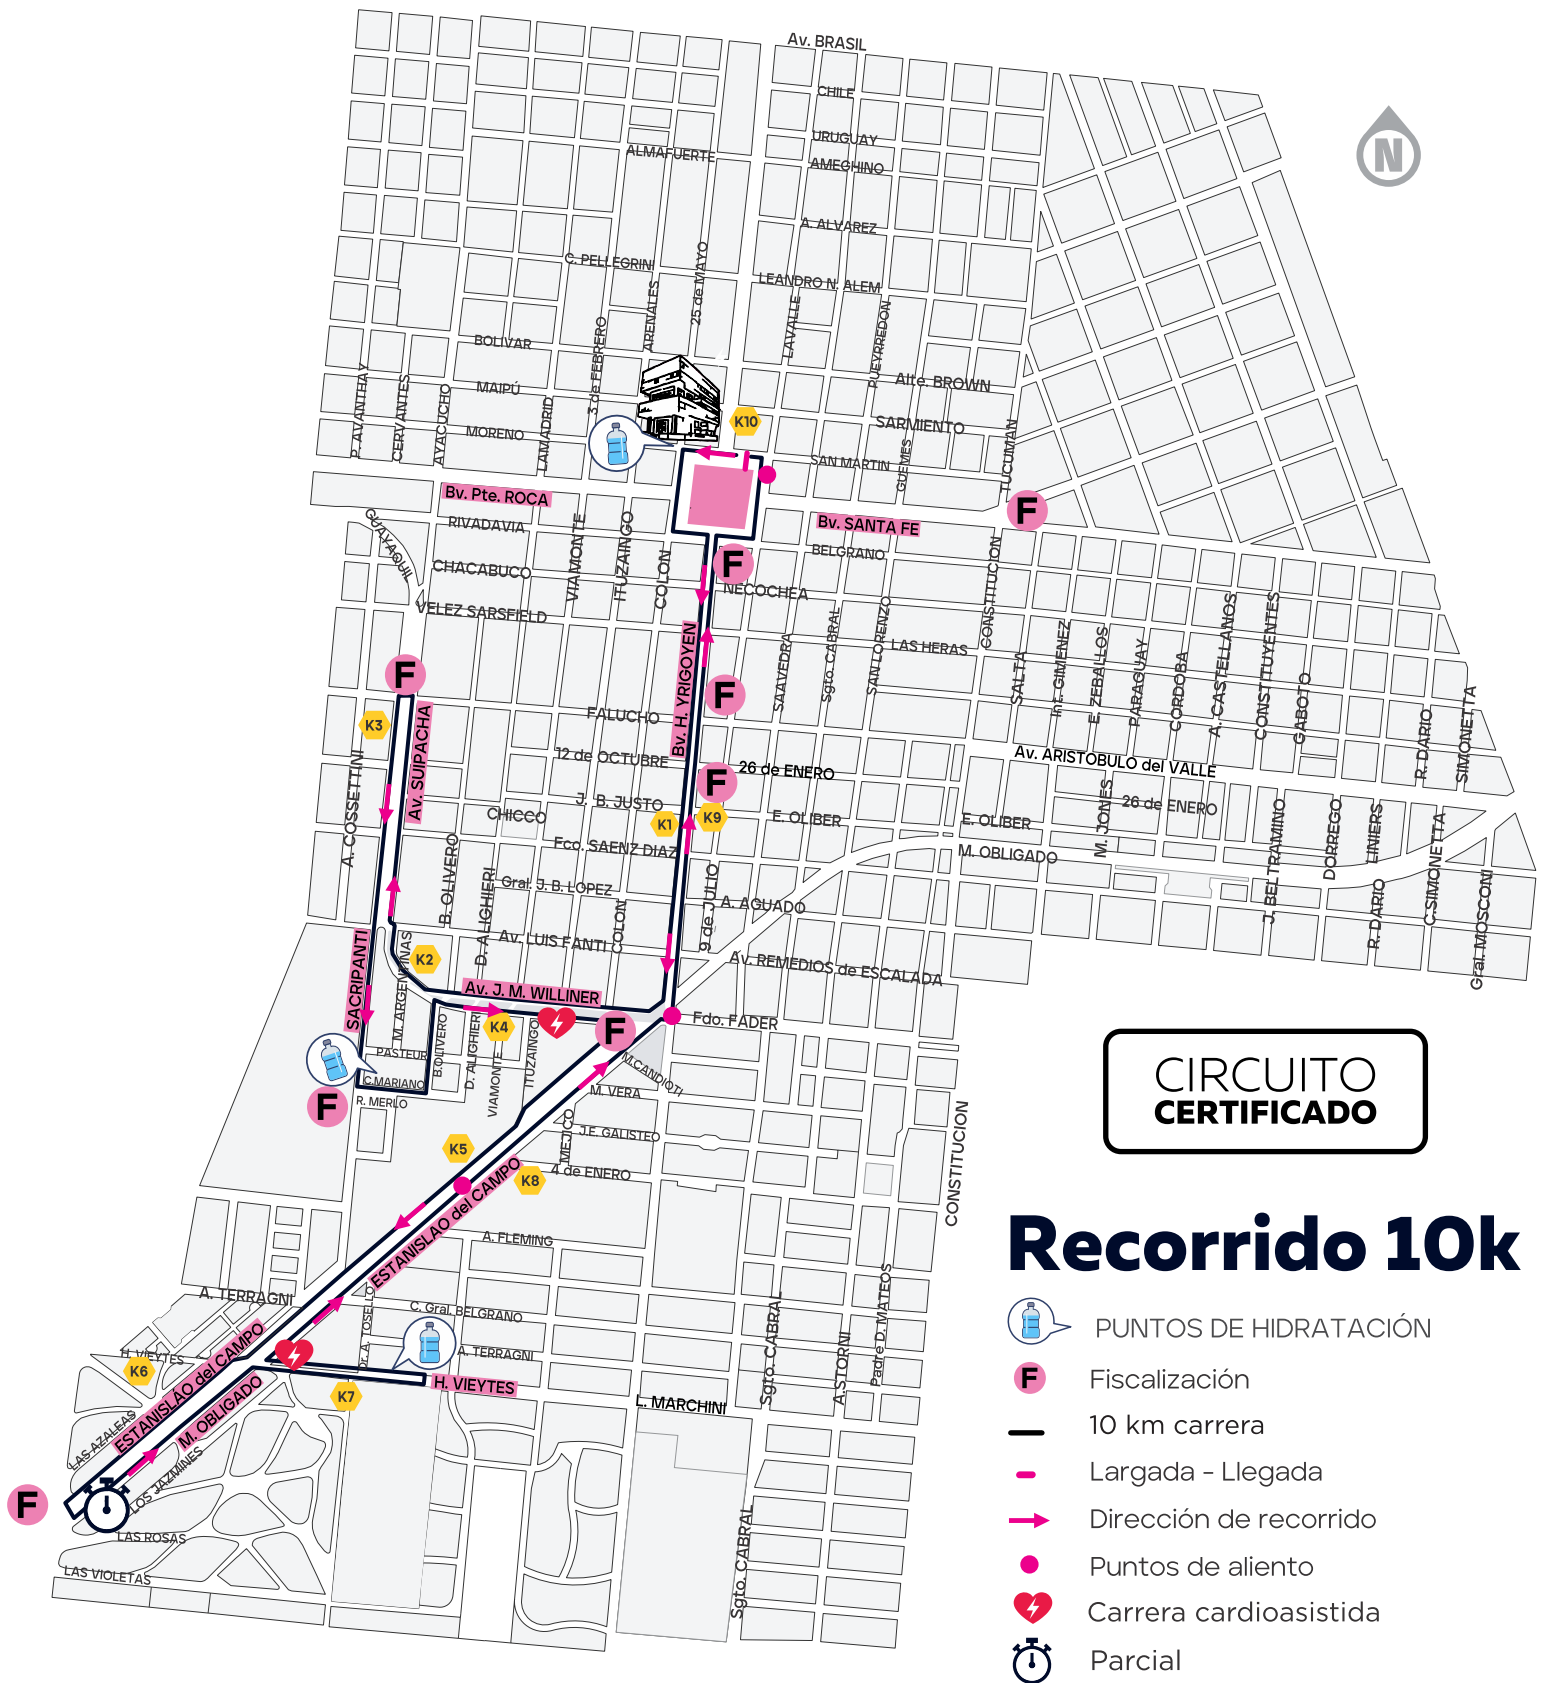 Av. BRASIL
CHILE
URUGUAY
ALMAFUERTE
AMEGHINO
N
A. ALVAREZ
C. PELLEGRINI
25 de MAYO
LEANDRO N. ALEM
ARENALES
LAVALLE
PUEYRREDON
3 de FEBRERO
BOLIVAR
MAIPÚ
Alte. BROWN
P. AVANTHAY
CERVANTES
AYACUCHO
LAMADRID
MORENO
K10
SARMIENTO
SAN MARTIN
GUEMES
TUCUMAN
Bv. Pte. ROCA
F
Bv. SANTA FE
RIVADAVIA
GUAYAQUIL
VIAMONTE
ITUZAINGO
COLON
BELGRANO
F
CHACABUCO
NECOCHEA
CONSTITUCION
VELEZ SARSFIELD
Bv. H. YRIGOYEN
SAAVEDRA
Sgto. CABRAL
SAN LORENZO
LAS HERAS
SALTA
Int. GIMENEZ
E. ZEBALLOS
PARAGUAY
CORDOBA
A. CASTELLANOS
CONSTITUYENTES
GABOTO
R. DARIO
SIMONETTA
F
F
K3
Av. SUIPACHA
FALUCHO
12 de OCTUBRE
26 de ENERO
Av. ARISTOBULO del VALLE
F
A. COSSETTINI
J. B. JUSTO
CHICCO
K1
K9
E. OLIBER
E. OLIBER
26 de ENERO
M. JONES
J. BELTRAMINO
DORREGO
LINIERS
C.SIMONETTA
Fco. SAENZ DIAZ
M. OBLIGADO
B. OLIVERO
D. ALIGHIERI
Gral. J. B. LOPEZ
COLON
9 de JULIO
A. AGUADO
R. DARIO
Gral. MOSCONI
Av. LUIS FANTI
SACRIPANTI
M. ARGENTINAS
K2
Av. REMEDIOS de ESCALADA
Av. J. M. WILLINER
K4
F
Fdo. FADER
PASTEUR
B.OLIVERO
D. ALIGHIERI
VIAMONTE
ITUZAINGO
M.CANDIOTI
C.MARIANO
R. MERLO
F
M. VERA
MEJICO
J.E. GALISTEO
K5
K8
4 de ENERO
CONSTITUCION
CIRCUITO
CERTIFICADO
ESTANISLAO del CAMPO
A. FLEMING
Recorrido 10k
A. TERRAGNI
Dr. A. TOSELLO
C. Gral. BELGRANO
Sgto. CABRAL
A.STORNI
Padre D. MATEOS
PUNTOS DE HIDRATACIÓN
H. VIEYTES
K6
A. TERRAGNI
ESTANISLAO del CAMPO
M. OBLIGADO
K7
H. VIEYTES
F
Fiscalización
L. MARCHINI
10 km carrera
LAS AZALEAS
LOS JAZMINES
Largada - Llegada
F
Dirección de recorrido
LAS ROSAS
Sgto. CABRAL
Puntos de aliento
LAS VIOLETAS
Carrera cardioasistida
Parcial